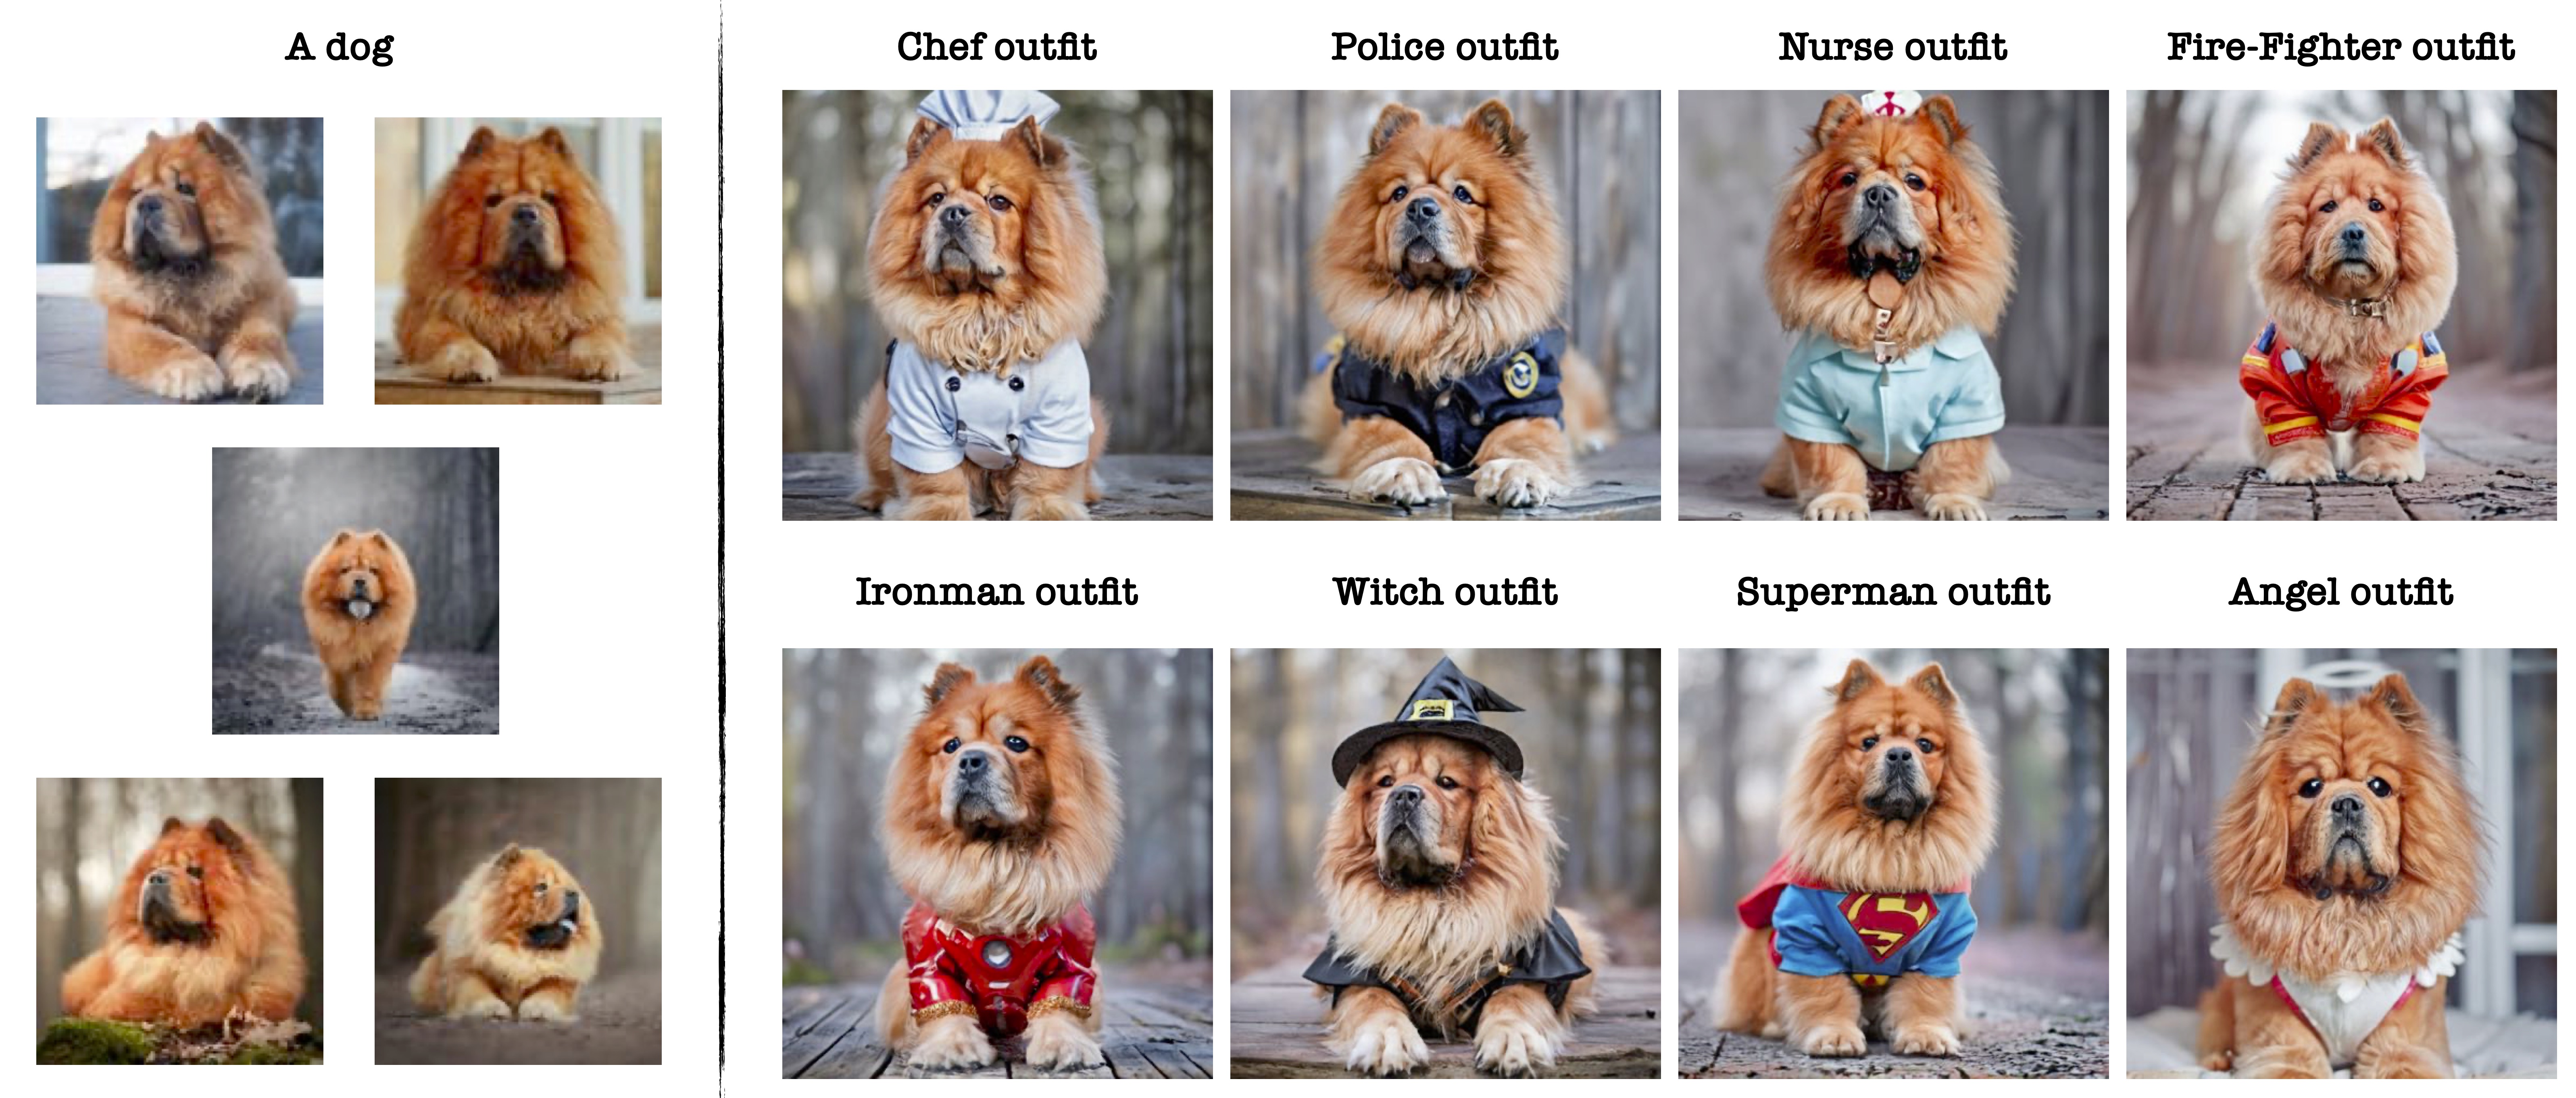 A dog
Chef outfit
Police outfit
Nurse outfit
Fire-Fighter outfit
Ironman outfit
Witch outfit
Superman outfit
Angel outfit